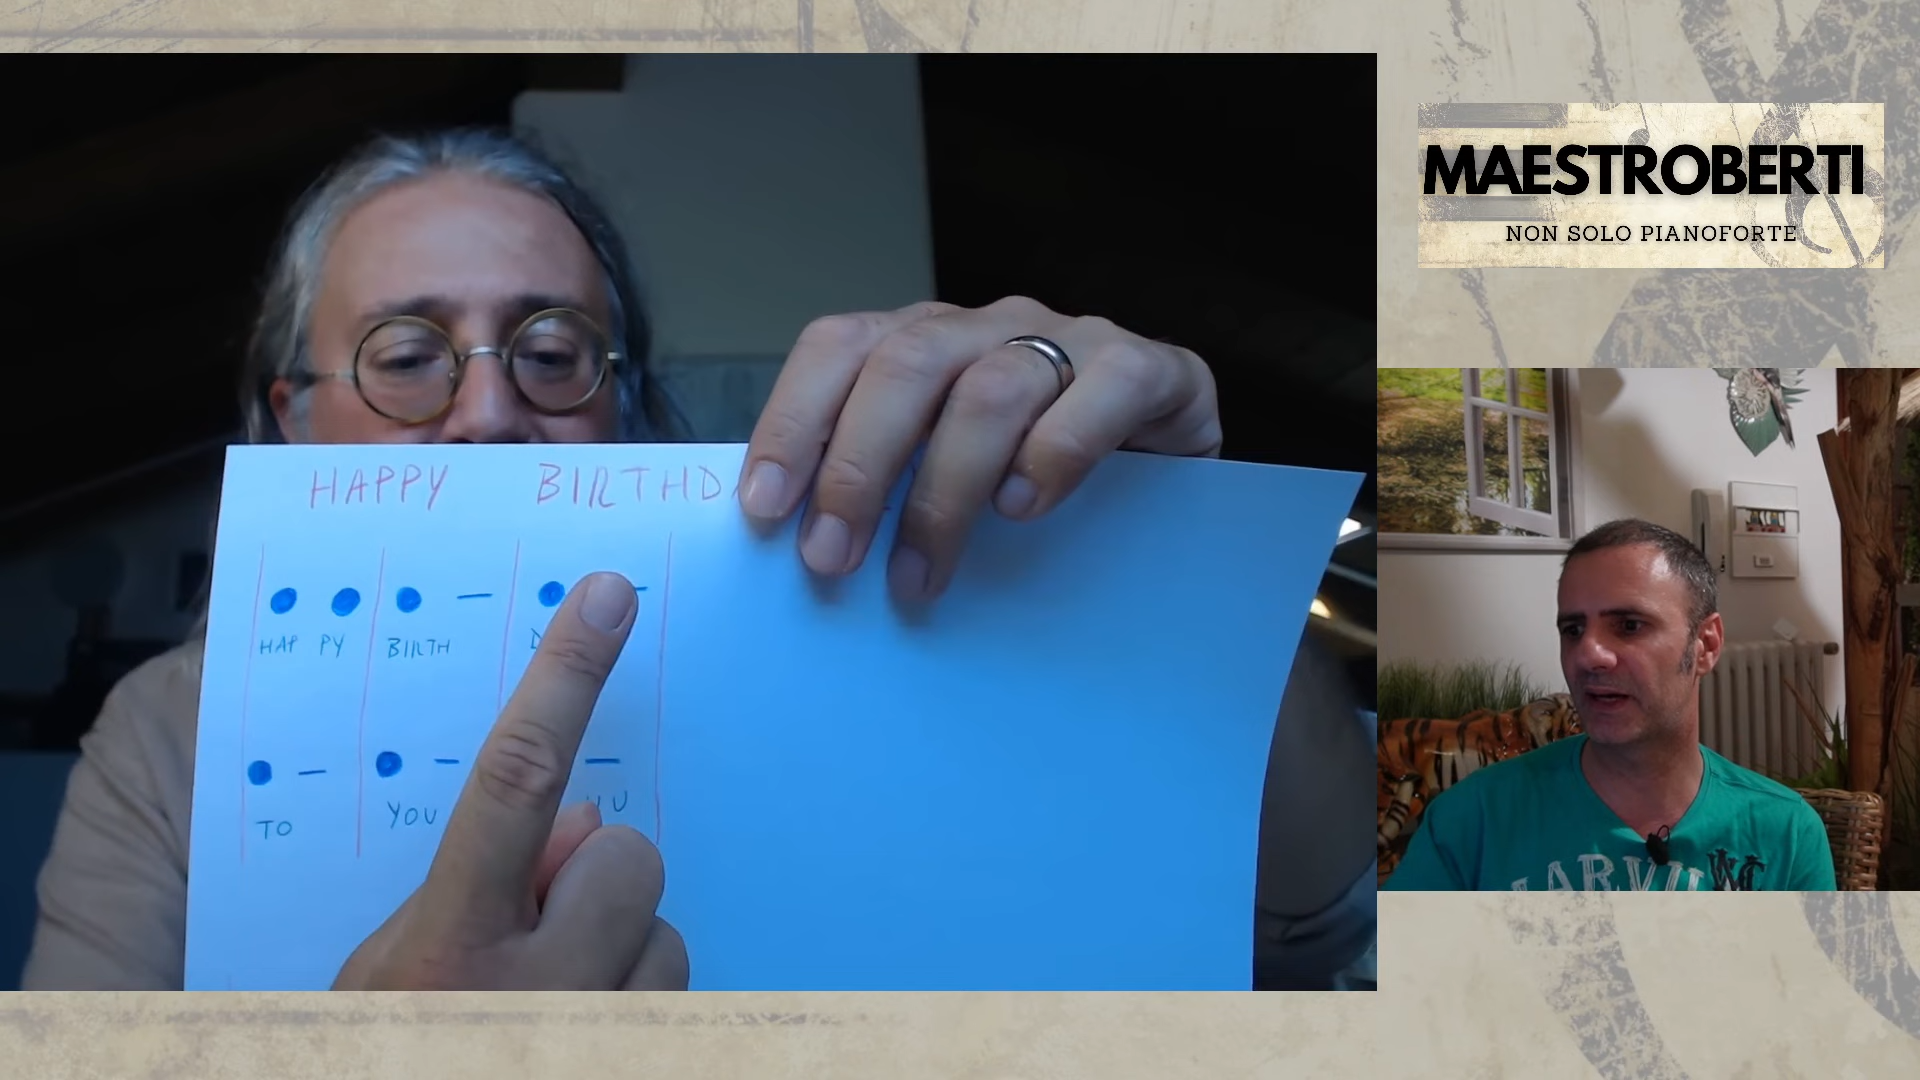 MAESTROBERTI
NON SOLO PIANOFORTE
HAPPY BIRTHD
HAP PY BIRTH
TO YOU